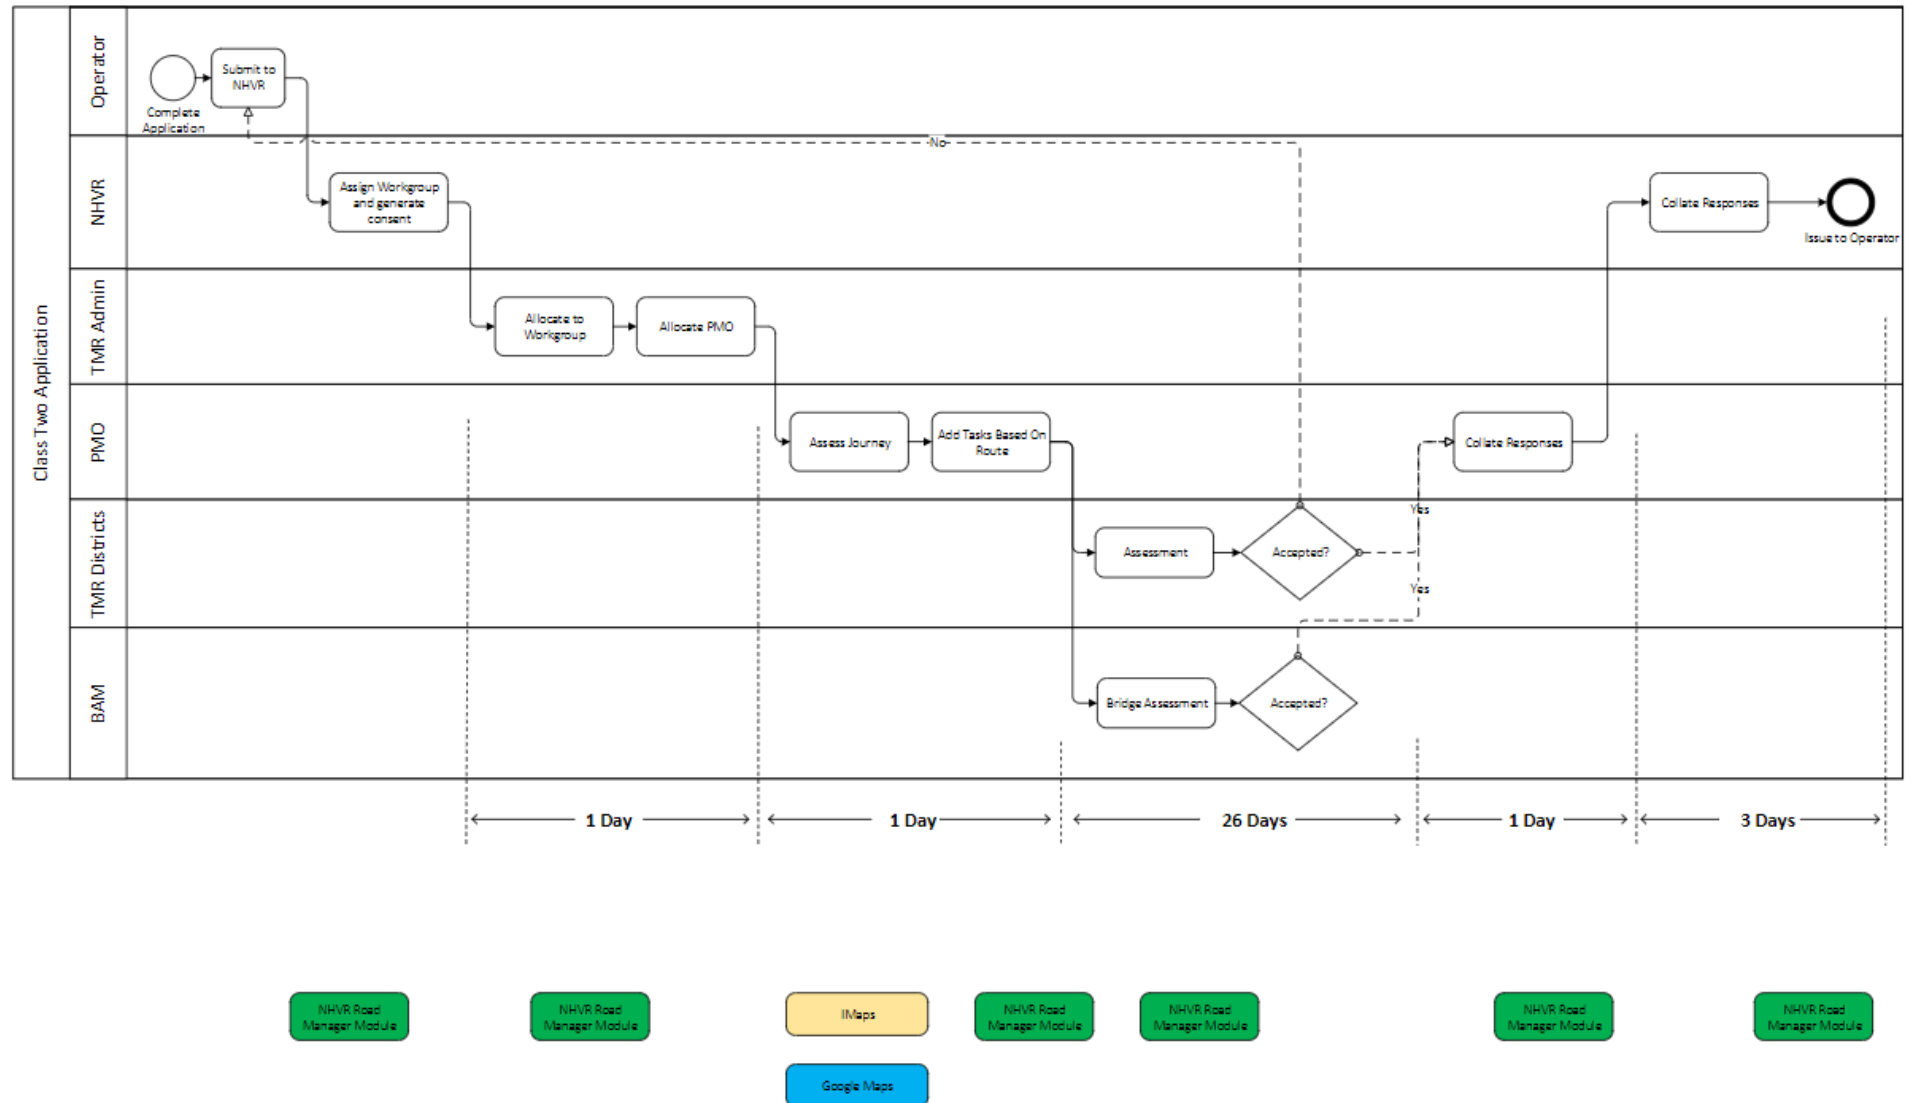 Class Two Application
Operator
Complete
Application
Submit to
NHVR
No
NHVR
Assign Workgroup
and generate
consent
Collate Responses
Issue to Operator
TMR Admin
Allocate to
Workgroup
Allocate PMO
PMO
Assess Journey
Add Tasks Based On
Route
Collate Responses
TMR Districts
Assessment
Accepted?
Yes
Yes
BAM
Bridge Assessment
Accepted?
1 Day
1 Day
26 Days
1 Day
3 Days
NHVR Road
Manager Module
NHVR Road
Manager Module
IMaps
NHVR Road
Manager Module
NHVR Road
Manager Module
NHVR Road
Manager Module
NHVR Road
Manager Module
Google Maps